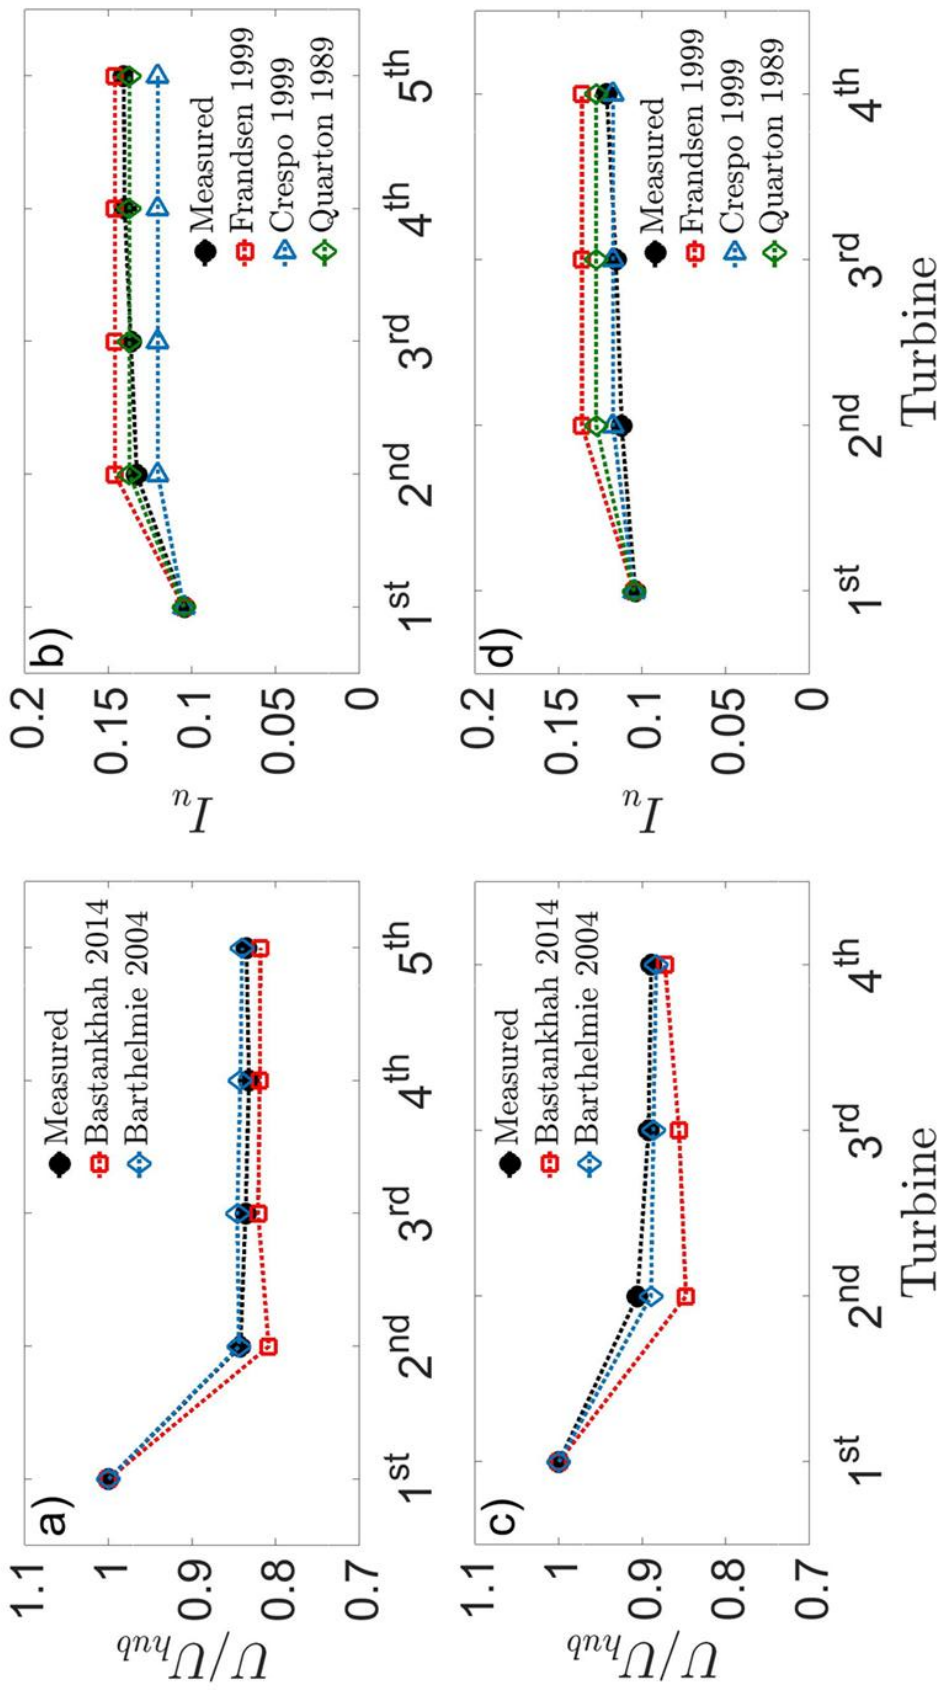 a)
1.1
1
0.9
0.8
0.7
U/U_hub
1st 2nd 3rd 4th 5th
Measured
Bastankhah 2014
Barthelmie 2004
b)
0.2
0.15
0.1
0.05
0
I_u
1st 2nd 3rd 4th 5th
Measured
Frandsen 1999
Crespo 1999
Quarton 1989
c)
1.1
1
0.9
0.8
0.7
U/U_hub
1st 2nd 3rd 4th
Turbine
Measured
Bastankhah 2014
Barthelmie 2004
d)
0.2
0.15
0.1
0.05
0
I_u
1st 2nd 3rd 4th
Turbine
Measured
Frandsen 1999
Crespo 1999
Quarton 1989